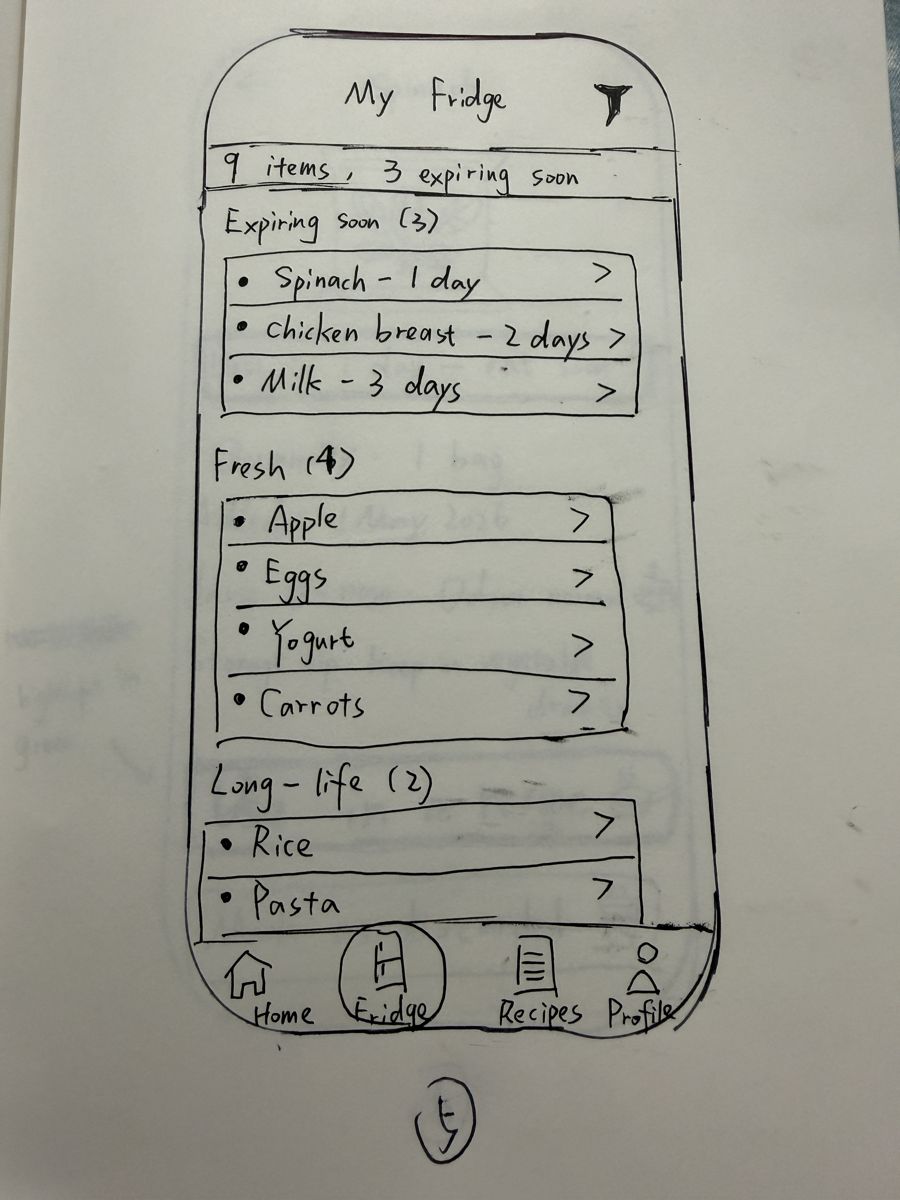 My Fridge
9 items, 3 expiring soon
Expiring soon (3)
• Spinach - 1 day >
• chicken breast - 2 days >
• Milk - 3 days >
Fresh (4)
• Apple >
• Eggs >
• Yogurt >
• Carrots >
Long-life (2)
• Rice >
• Pasta >
Home Fridge Recipes Profile
5